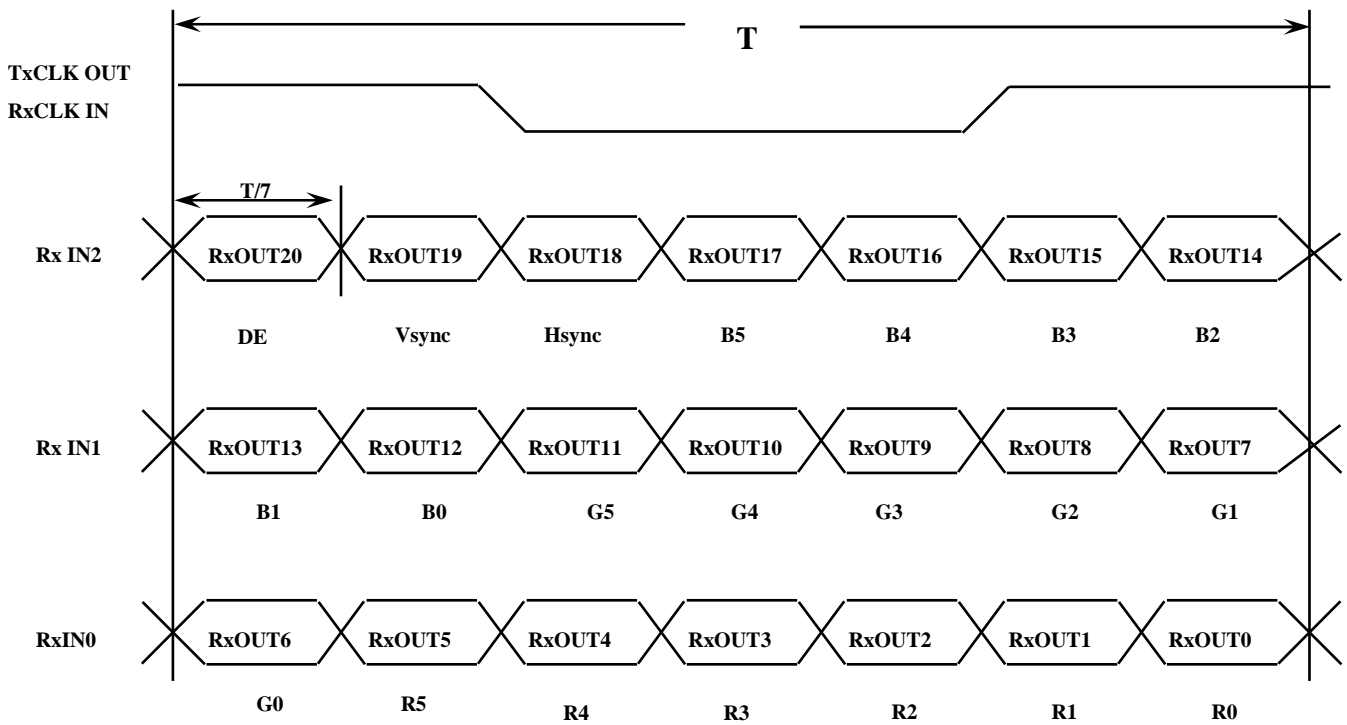 T
TxCLK OUT
RxCLK IN
T/7
Rx IN2 RxOUT20 RxOUT19 RxOUT18 RxOUT17 RxOUT16 RxOUT15 RxOUT14
DE Vsync Hsync B5 B4 B3 B2
Rx IN1 RxOUT13 RxOUT12 RxOUT11 RxOUT10 RxOUT9 RxOUT8 RxOUT7
B1 B0 G5 G4 G3 G2 G1
RxIN0 RxOUT6 RxOUT5 RxOUT4 RxOUT3 RxOUT2 RxOUT1 RxOUT0
G0 R5 R4 R3 R2 R1 R0